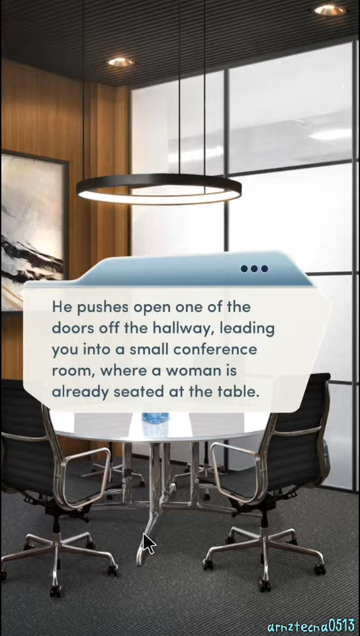 He pushes open one of the
doors off the hallway, leading
you into a small conference
room, where a woman is
already seated at the table.
arnztecna0513